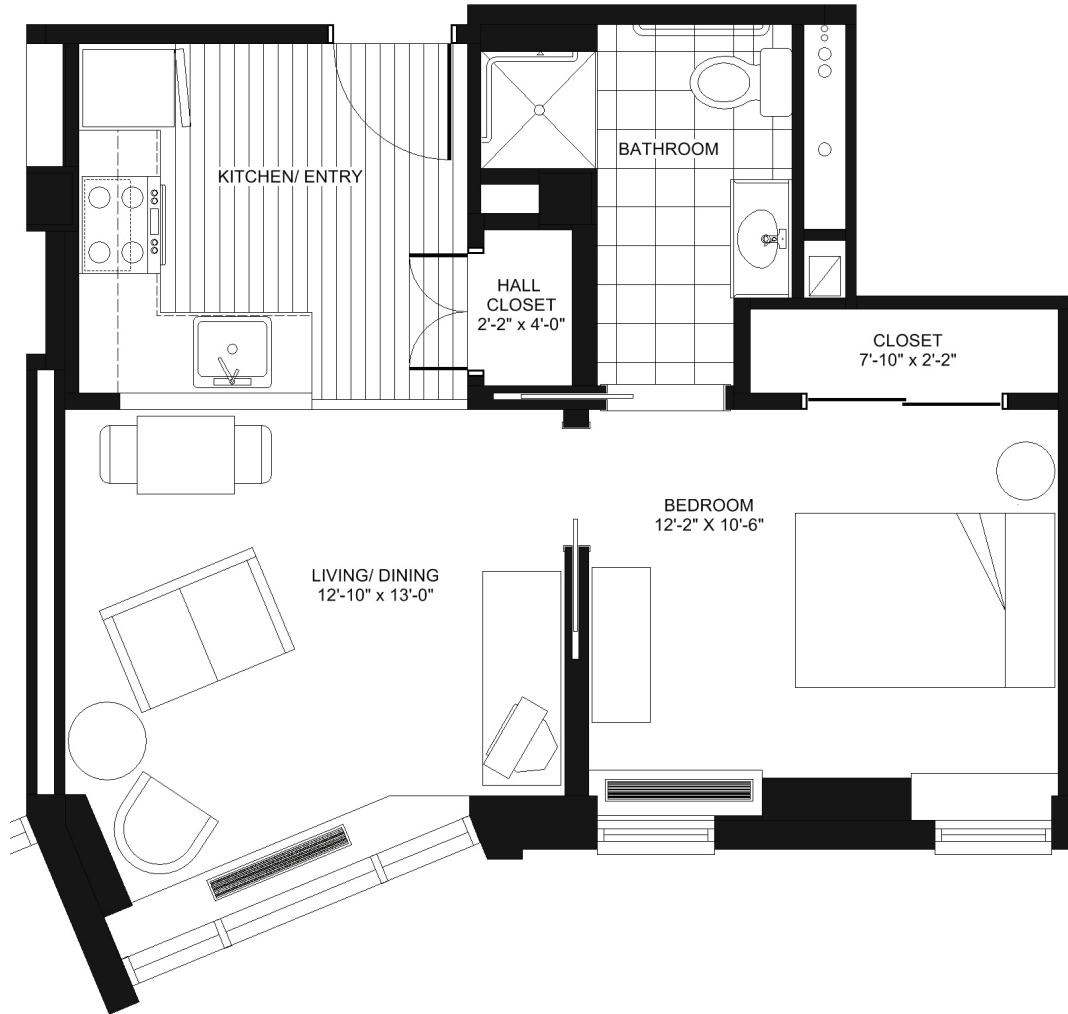 KITCHEN/ ENTRY
BATHROOM
HALL
CLOSET
2'-2" x 4'-0"
CLOSET
7'-10" x 2'-2"
BEDROOM
12'-2" X 10'-6"
LIVING/ DINING
12'-10" x 13'-0"